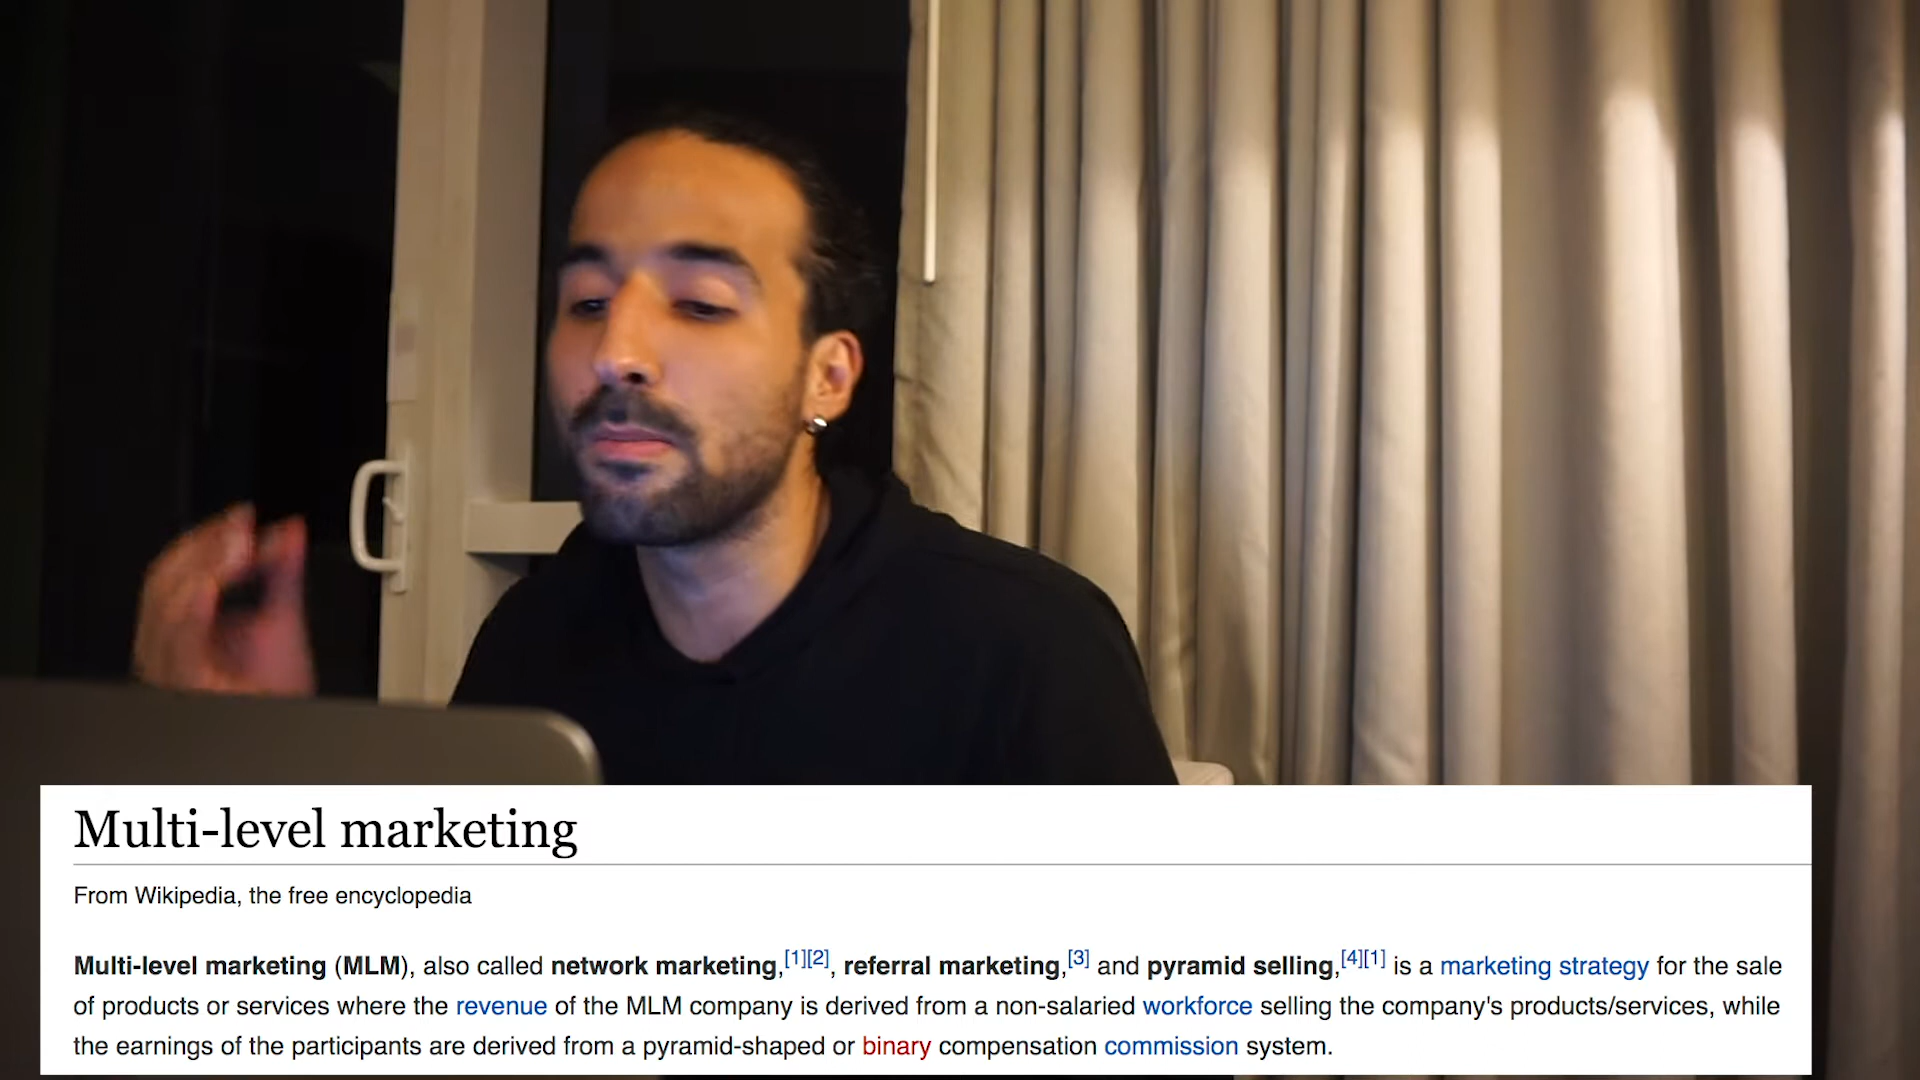 Multi-level marketing
From Wikipedia, the free encyclopedia
Multi-level marketing (MLM), also called network marketing,[1][2], referral marketing,[3] and pyramid selling,[4][1] is a marketing strategy for the sale
of products or services where the revenue of the MLM company is derived from a non-salaried workforce selling the company's products/services, while
the earnings of the participants are derived from a pyramid-shaped or binary compensation commission system.